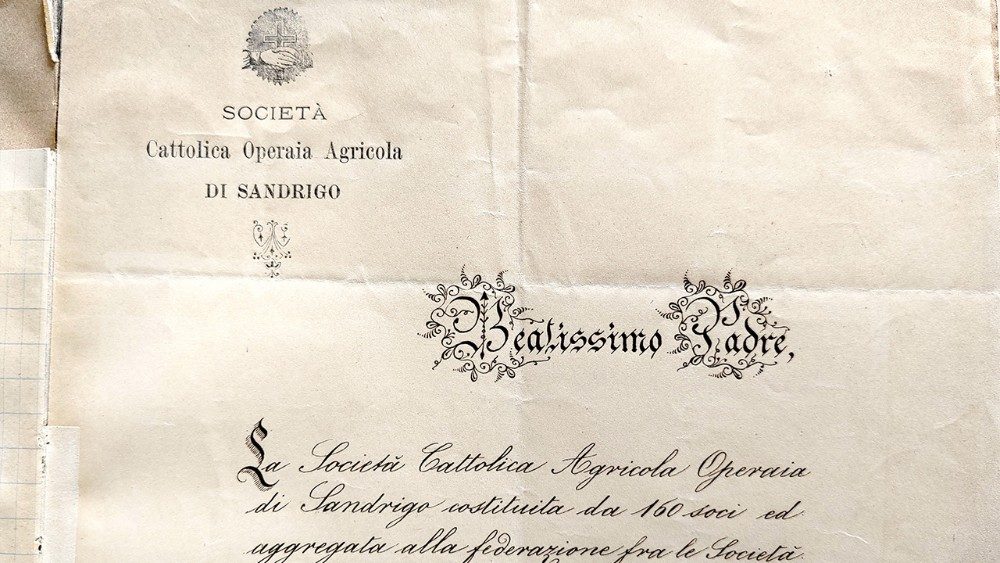 SOCIETÀ
Cattolica Operaia Agricola
DI SANDRIGO
Beatissimo Padre,
La Società Cattolica Agricola Operaia
di Sandrigo costituita da 160 soci ed
aggregata alla federazione fra le Società